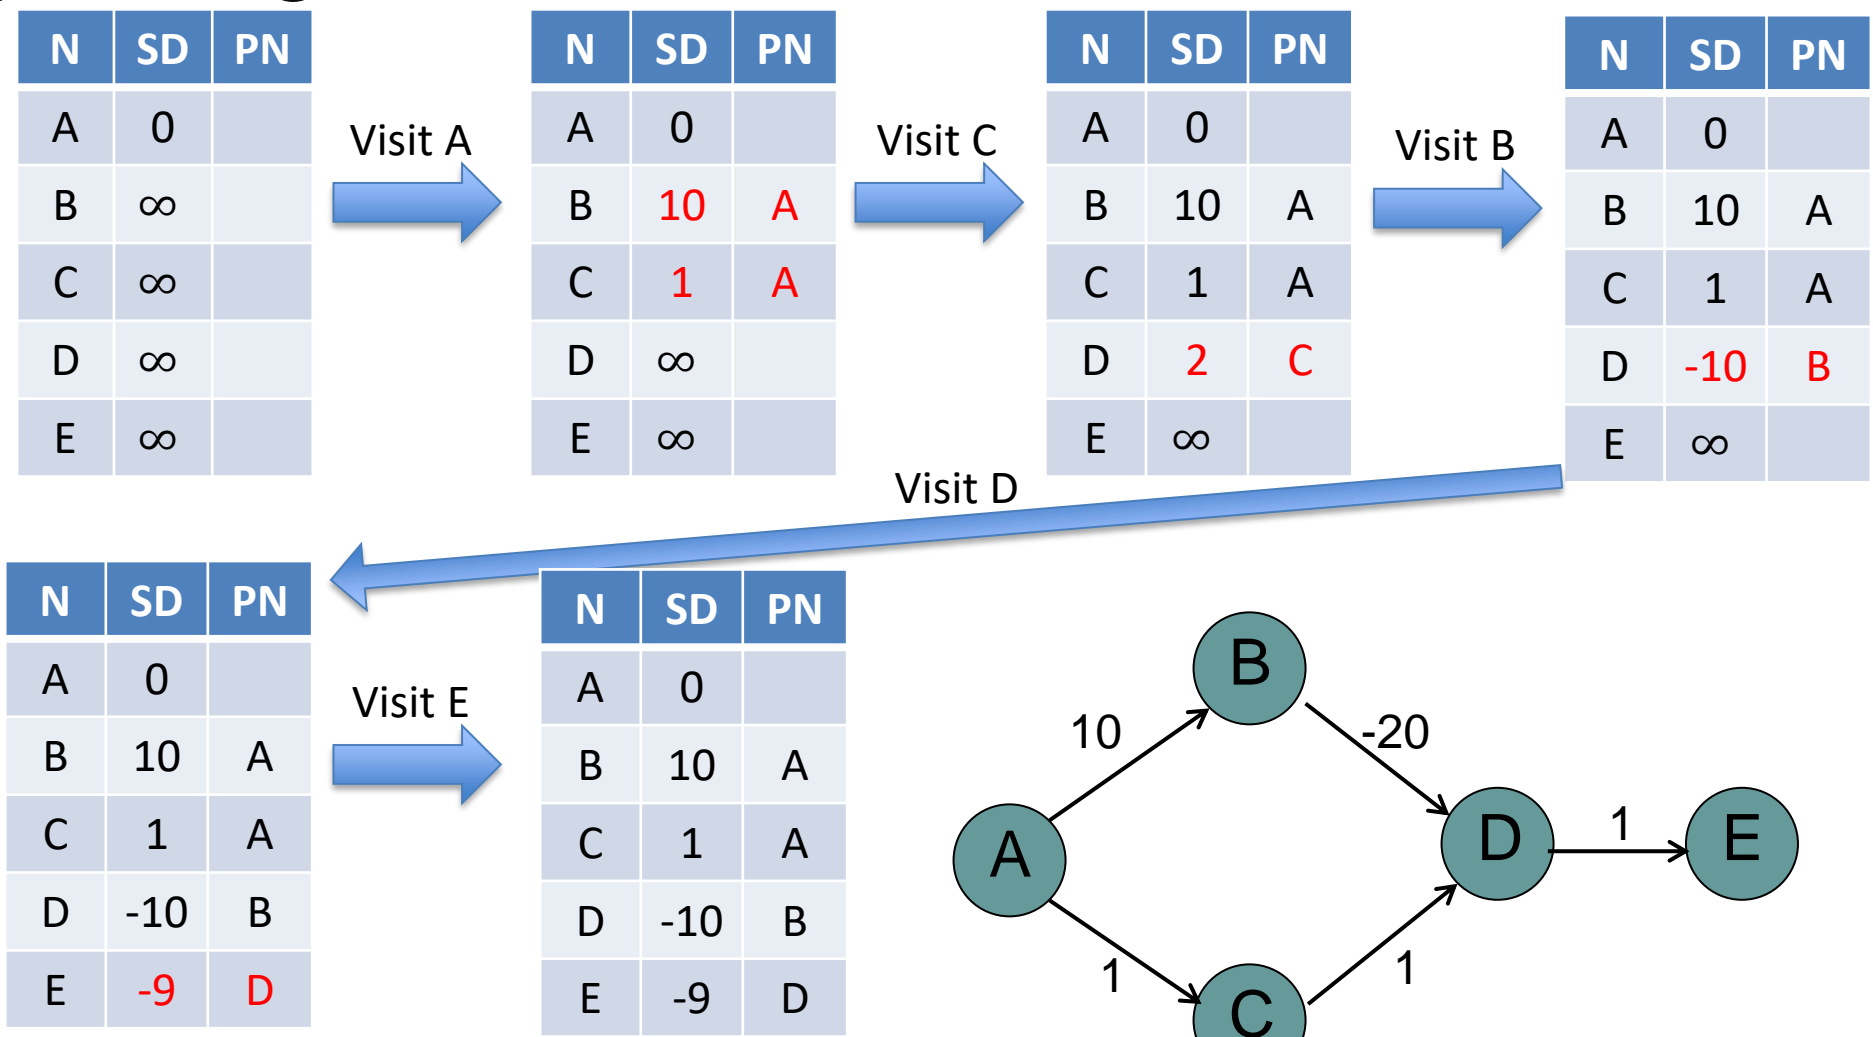 N SD PN
A 0
B ∞
C ∞
D ∞
E ∞
Visit A
N SD PN
A 0
B 10 A
C 1 A
D ∞
E ∞
Visit C
N SD PN
A 0
B 10 A
C 1 A
D 2 C
E ∞
Visit B
N SD PN
A 0
B 10 A
C 1 A
D -10 B
E ∞
Visit D
N SD PN
A 0
B 10 A
C 1 A
D -10 B
E -9 D
Visit E
N SD PN
A 0
B 10 A
C 1 A
D -10 B
E -9 D
B
10
-20
A
D
1
E
1
1
C